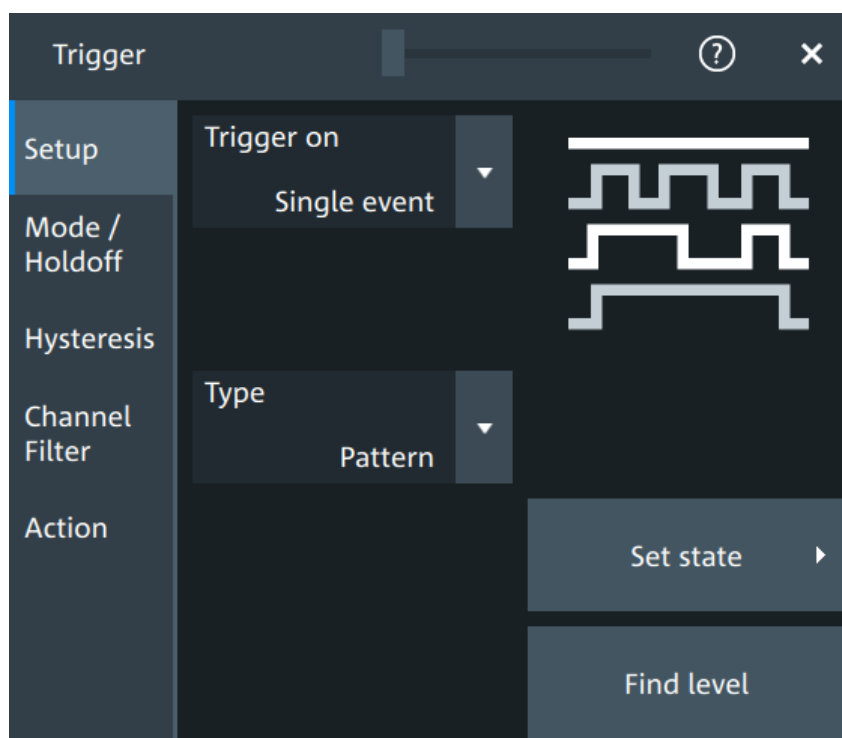 Trigger
?
Setup
Mode /
Holdoff
Hysteresis
Channel
Filter
Action
Trigger on
Single event
Type
Pattern
Set state
Find level